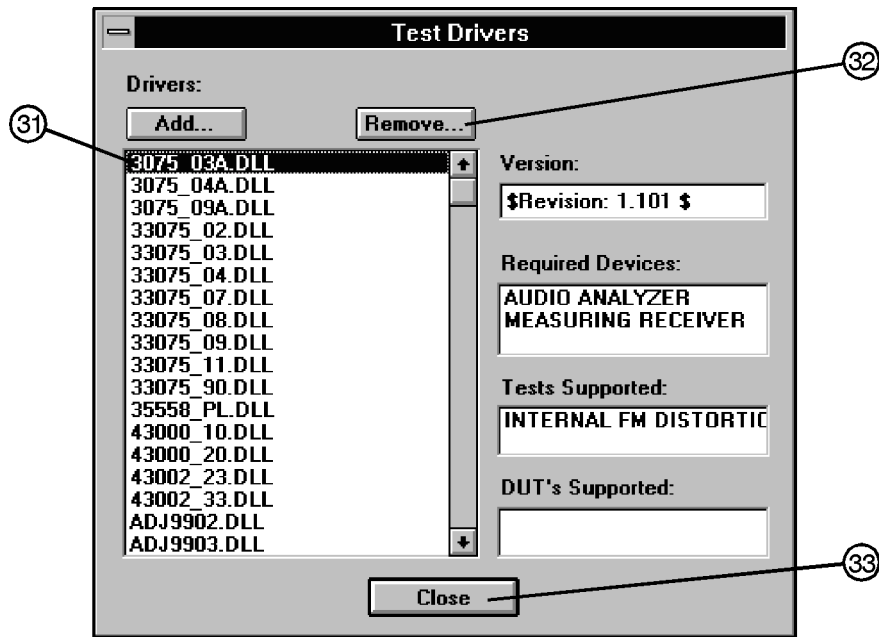 Test Drivers
32
Drivers:
31
Add...
Remove...
3075_03A.DLL
3075_04A.DLL
3075_09A.DLL
33075_02.DLL
33075_03.DLL
33075_04.DLL
33075_07.DLL
33075_08.DLL
33075_09.DLL
33075_11.DLL
33075_90.DLL
35558_PL.DLL
43000_10.DLL
43000_20.DLL
43002_23.DLL
43002_33.DLL
ADJ9902.DLL
ADJ9903.DLL
Version:
$Revision: 1.101 $
Required Devices:
AUDIO ANALYZER
MEASURING RECEIVER
Tests Supported:
INTERNAL FM DISTORTIC
DUT's Supported:
33
Close